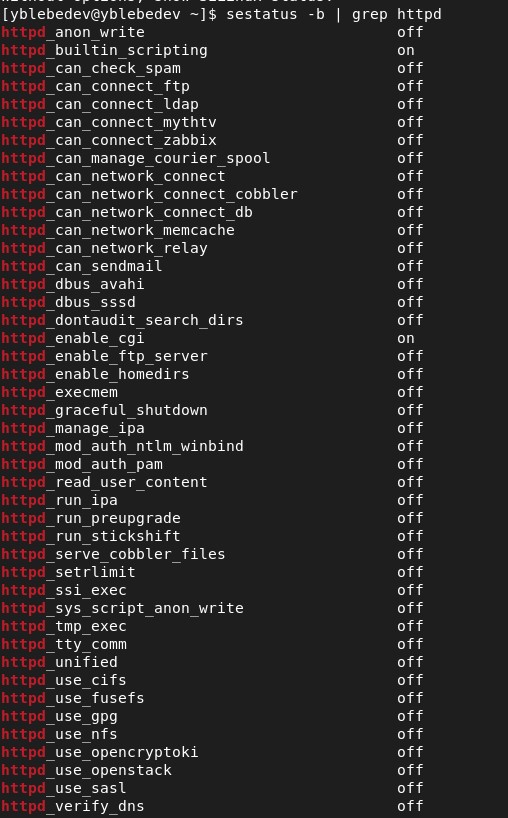 [yblebedev@yblebedev ~]$ sestatus -b | grep httpd
httpd_anon_write off
httpd_builtin_scripting on
httpd_can_check_spam off
httpd_can_connect_ftp off
httpd_can_connect_ldap off
httpd_can_connect_mythtv off
httpd_can_connect_zabbix off
httpd_can_manage_courier_spool off
httpd_can_network_connect off
httpd_can_network_connect_cobbler off
httpd_can_network_connect_db off
httpd_can_network_memcache off
httpd_can_network_relay off
httpd_can_sendmail off
httpd_dbus_avahi off
httpd_dbus_sssd off
httpd_dontaudit_search_dirs off
httpd_enable_cgi on
httpd_enable_ftp_server off
httpd_enable_homedirs off
httpd_execmem off
httpd_graceful_shutdown off
httpd_manage_ipa off
httpd_mod_auth_ntlm_winbind off
httpd_mod_auth_pam off
httpd_read_user_content off
httpd_run_ipa off
httpd_run_preupgrade off
httpd_run_stickshift off
httpd_serve_cobbler_files off
httpd_setrlimit off
httpd_ssi_exec off
httpd_sys_script_anon_write off
httpd_tmp_exec off
httpd_tty_comm off
httpd_unified off
httpd_use_cifs off
httpd_use_fusefs off
httpd_use_gpg off
httpd_use_nfs off
httpd_use_opencryptoki off
httpd_use_openstack off
httpd_use_sasl off
httpd_verify_dns off